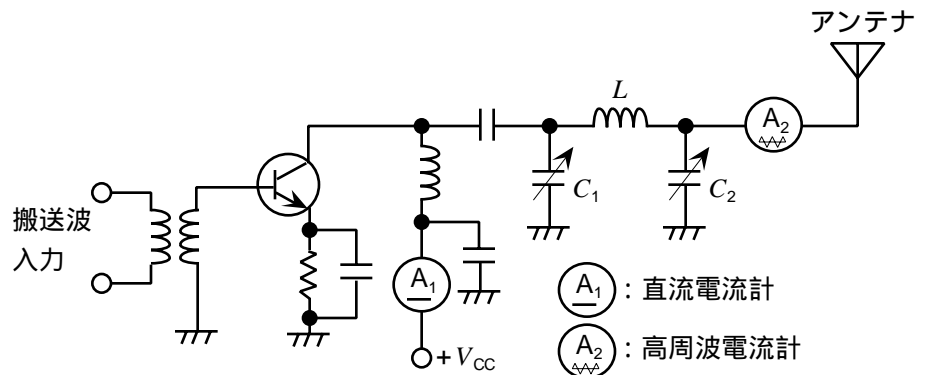 アンテナ
L
A2
C1
C2
搬送波
入力
A1
A1 : 直流電流計
+VCC
A2 : 高周波電流計